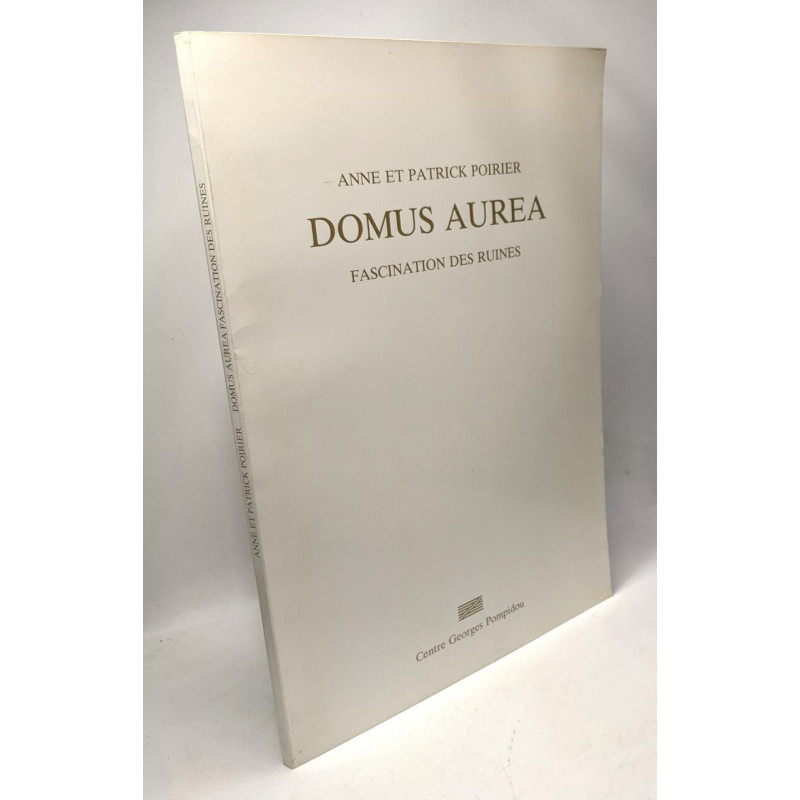 ANNE ET PATRICK POIRIER
DOMUS AUREA
FASCINATION DES RUINES
Centre Georges Pompidou
ANNE ET PATRICK POIRIER DOMUS AUREA FASCINATION DES RUINES